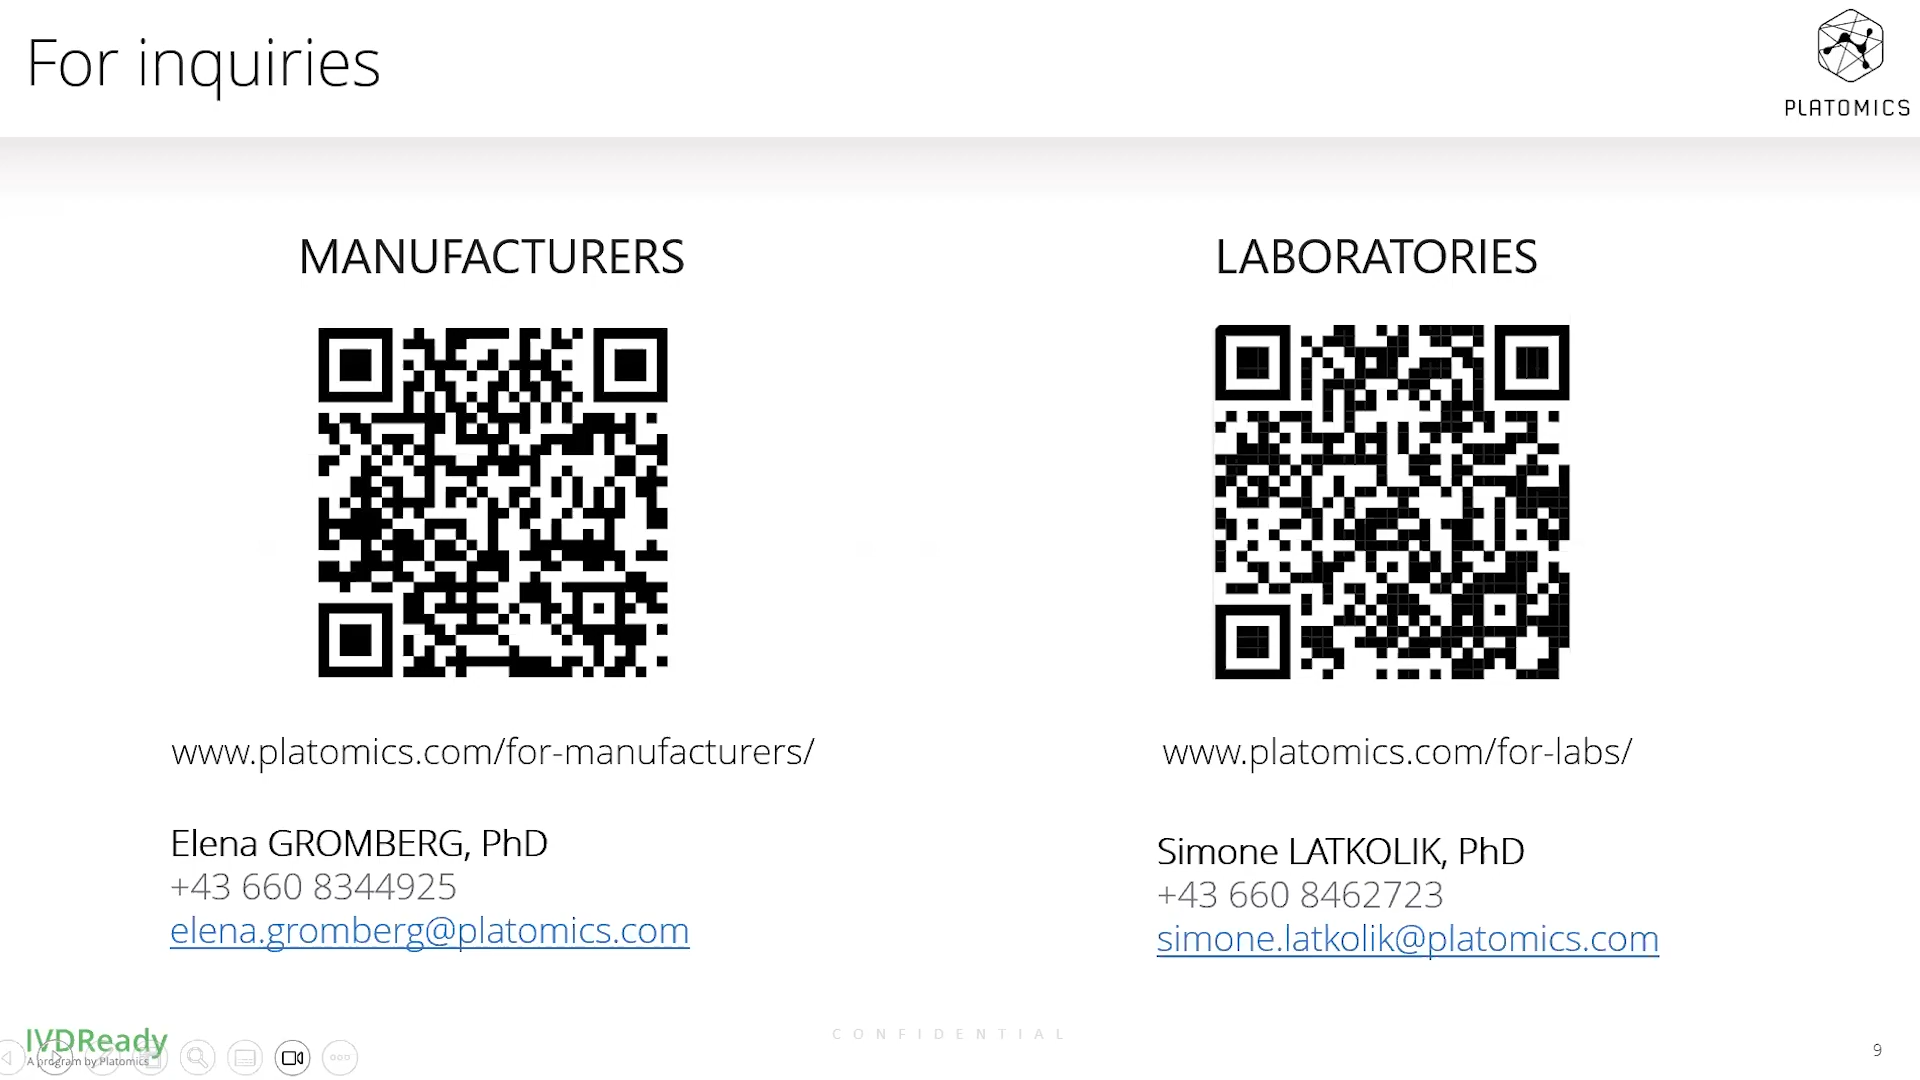 For inquiries
PLATOMICS
MANUFACTURERS
www.platomics.com/for-manufacturers/
Elena GROMBERG, PhD
+43 660 8344925
elena.gromberg@platomics.com
LABORATORIES
www.platomics.com/for-labs/
Simone LATKOLIK, PhD
+43 660 8462723
simone.latkolik@platomics.com
IVDReady
A program by Platomics
CONFIDENTIAL
9